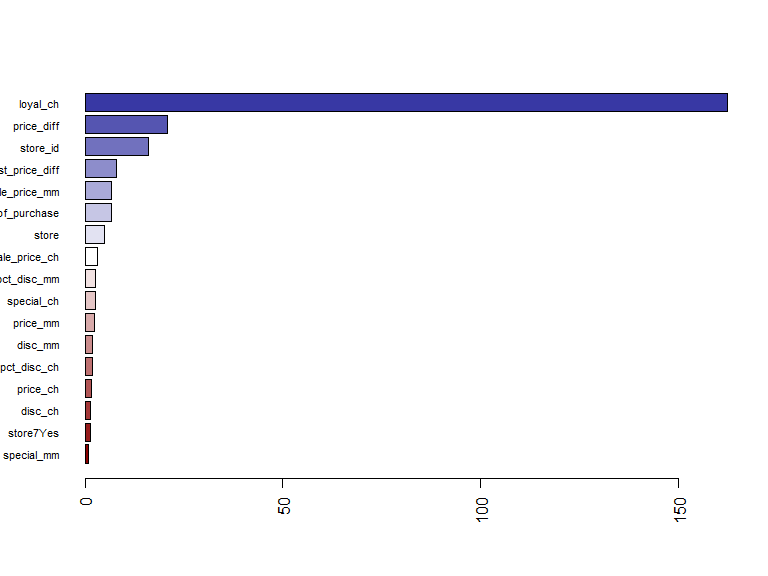 loyal_ch
price_diff
store_id
st_price_diff
le_price_mm
of_purchase
store
ale_price_ch
pct_disc_mm
special_ch
price_mm
disc_mm
pct_disc_ch
price_ch
disc_ch
store7Yes
special_mm
0
50
100
150